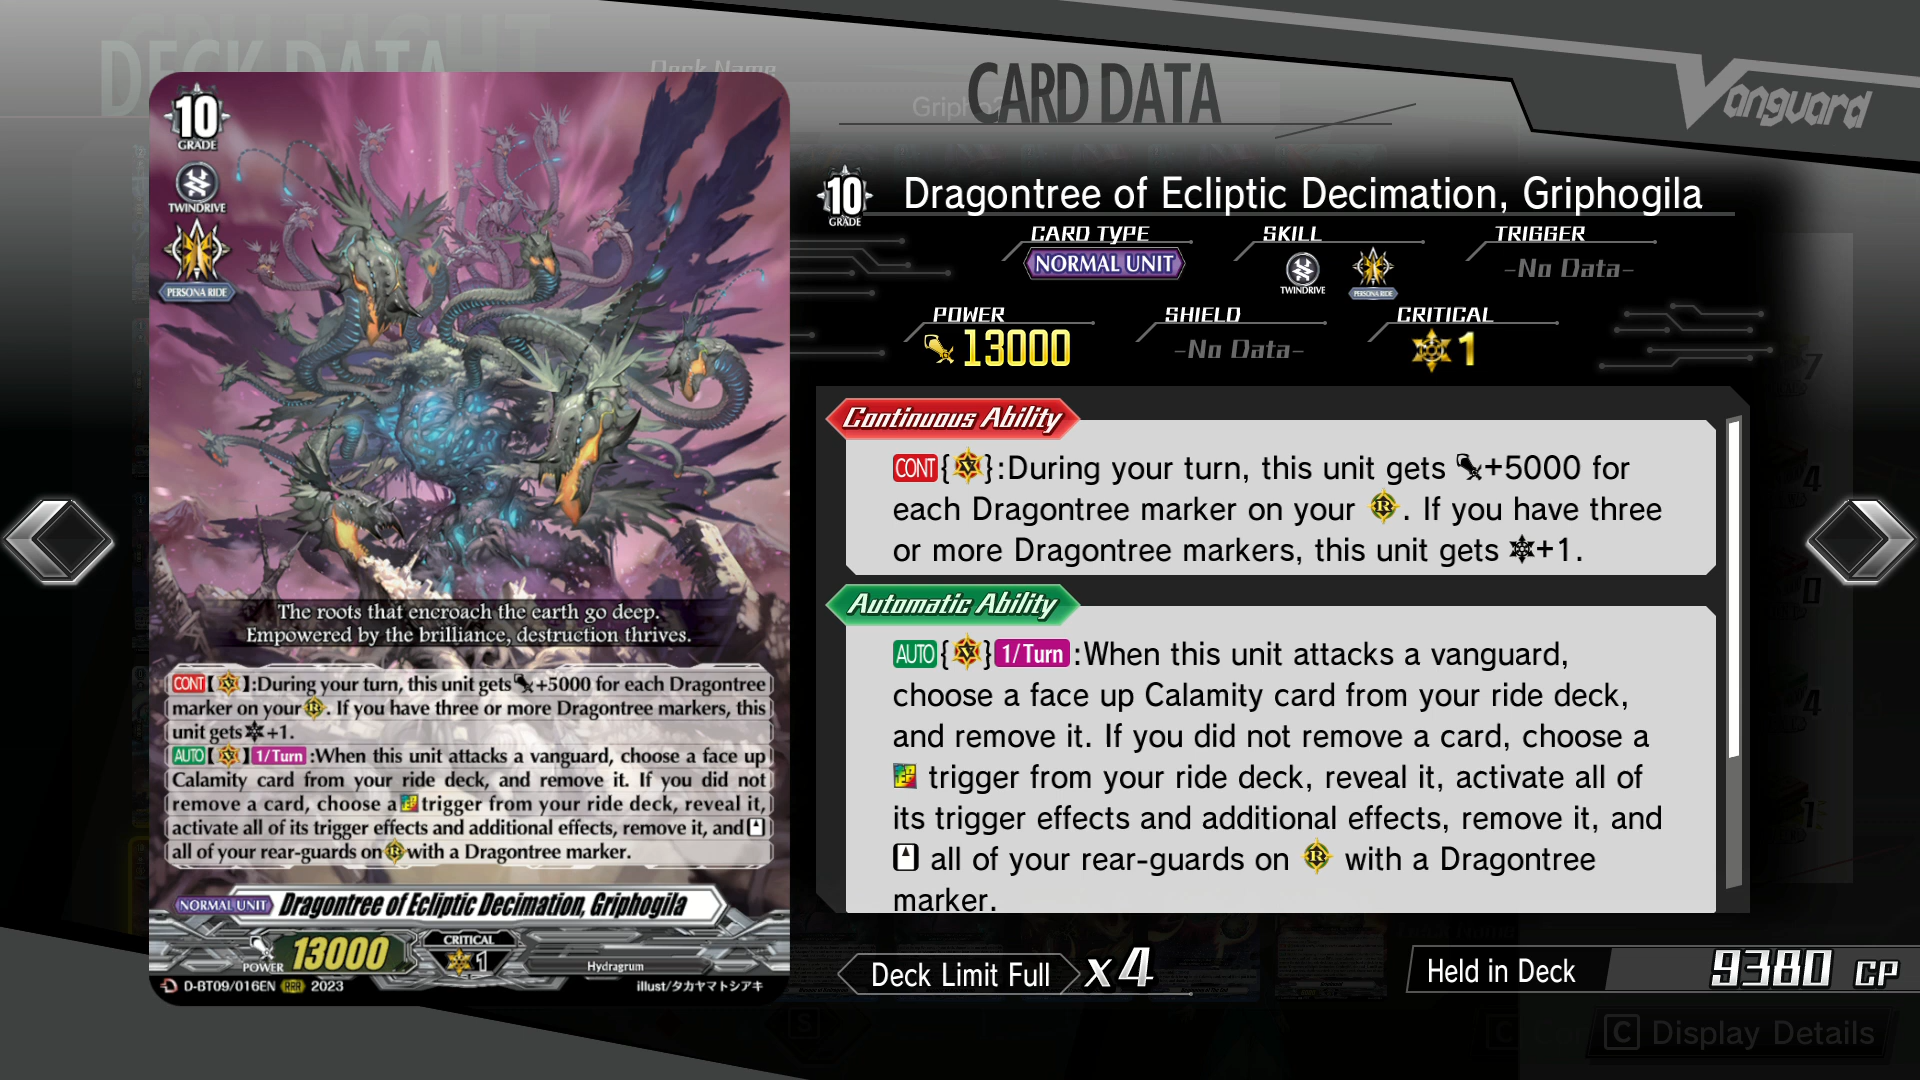 DECK DATA
Deck Name
CARD DATA
Vanguard
10
GRADE
TWINDRIVE
PERSONA RIDE
The roots that encroach the earth go deep.
Empowered by the brilliance, destruction thrives.
CONT【V】:During your turn, this unit gets +5000 for each Dragontree
marker on your R. If you have three or more Dragontree markers, this
unit gets +1.
AUTO【V】1/Turn:When this unit attacks a vanguard, choose a face up
Calamity card from your ride deck, and remove it. If you did not
remove a card, choose a trigger from your ride deck, reveal it,
activate all of its trigger effects and additional effects, remove it, and
all of your rear-guards on R with a Dragontree marker.
NORMAL UNIT Dragontree of Ecliptic Decimation, Griphogila
POWER 13000 CRITICAL 1 Hydragrum
D-BT09/016EN RRR 2023 illust/タカヤマトシアキ
10 GRADE Dragontree of Ecliptic Decimation, Griphogila
CARD TYPE SKILL TRIGGER
NORMAL UNIT TWINDRIVE PERSONA RIDE -No Data-
POWER SHIELD CRITICAL
13000 -No Data- 1
Continuous Ability
CONT{V}:During your turn, this unit gets +5000 for
each Dragontree marker on your R. If you have three
or more Dragontree markers, this unit gets +1.
Automatic Ability
AUTO{V}1/Turn:When this unit attacks a vanguard,
choose a face up Calamity card from your ride deck,
and remove it. If you did not remove a card, choose a
trigger from your ride deck, reveal it, activate all of
its trigger effects and additional effects, remove it, and
all of your rear-guards on R with a Dragontree
marker.
Deck Limit Full x4
Held in Deck 9380 CP
C Display Details